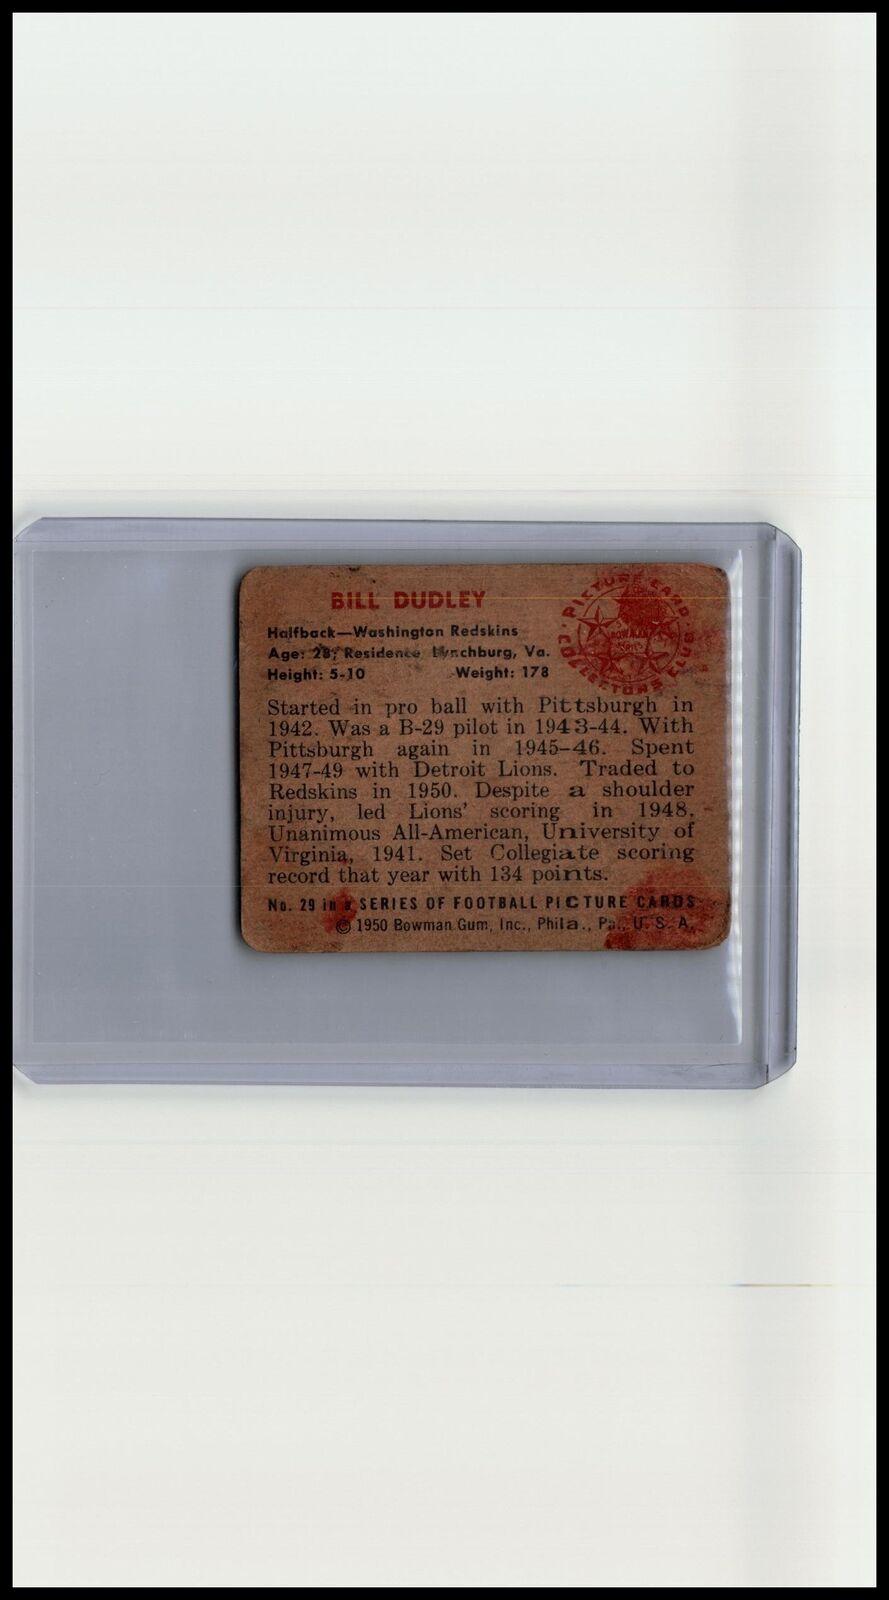 BILL DUDLEY
Halfback—Washington Redskins
Age: 28; Residence Lynchburg, Va.
Height: 5-10 Weight: 178
Started in pro ball with Pittsburgh in
1942. Was a B-29 pilot in 1943-44. With
Pittsburgh again in 1945-46. Spent
1947-49 with Detroit Lions. Traded to
Redskins in 1950. Despite a shoulder
injury, led Lions' scoring in 1948.
Unanimous All-American, University of
Virginia, 1941. Set Collegiate scoring
record that year with 134 points.
No. 29 in a SERIES OF FOOTBALL PICTURE CARDS
© 1950 Bowman Gum, Inc., Phila., Pa., U. S. A.
PICTURE CARD COLLECTORS CLUB
BOWMAN